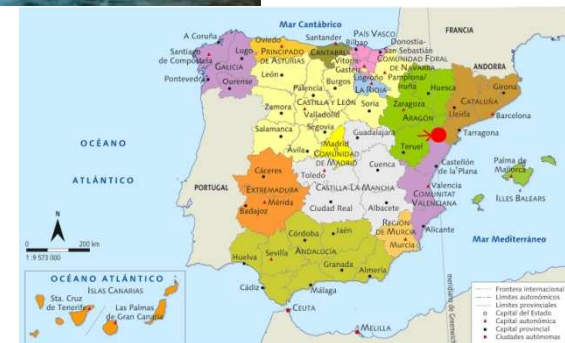 Mar Cantábrico
FRANCIA
A Coruña
Lugo
Santiago de Compostela
GALICIA
Pontevedra
Ourense
Oviedo
PRINCIPADO DE ASTURIAS
Santander
CANTABRIA
PAÍS VASCO
Bilbao
Donostia-San Sebastián
Vitoria-Gasteiz
COMUNIDAD FORAL DE NAVARRA
Pamplona/Iruña
ANDORRA
León
Burgos
Logroño
LA RIOJA
Huesca
Girona
CATALUÑA
Palencia
CASTILLA Y LEÓN
Soria
Zaragoza
ARAGÓN
Lleida
Barcelona
Zamora
Valladolid
Tarragona
Salamanca
Segovia
Guadalajara
Ávila
Madrid
COMUNIDAD DE MADRID
Teruel
OCÉANO
ATLÁNTICO
PORTUGAL
Cáceres
EXTREMADURA
Mérida
Badajoz
Toledo
Cuenca
CASTILLA-LA MANCHA
Ciudad Real
Albacete
Castellón de la Plana
Valencia
COMUNITAT VALENCIANA
Alicante
Palma de Mallorca
ILLES BALEARS
N
0 200 km
1:9 573 000
REGIÓN DE MURCIA
Murcia
Mar Mediterráneo
Córdoba
Jaén
Huelva
Sevilla
ANDALUCÍA
Granada
Almería
Cádiz
Málaga
CEUTA
MELILLA
meridiano de Greenwich
OCÉANO ATLÁNTICO
ISLAS CANARIAS
Sta. Cruz de Tenerife
Las Palmas de Gran Canaria
Frontera internacional
Límites autonómicos
Límites provinciales
Capital del Estado
Capital autonómica
Capital provincial
Ciudades autónomas